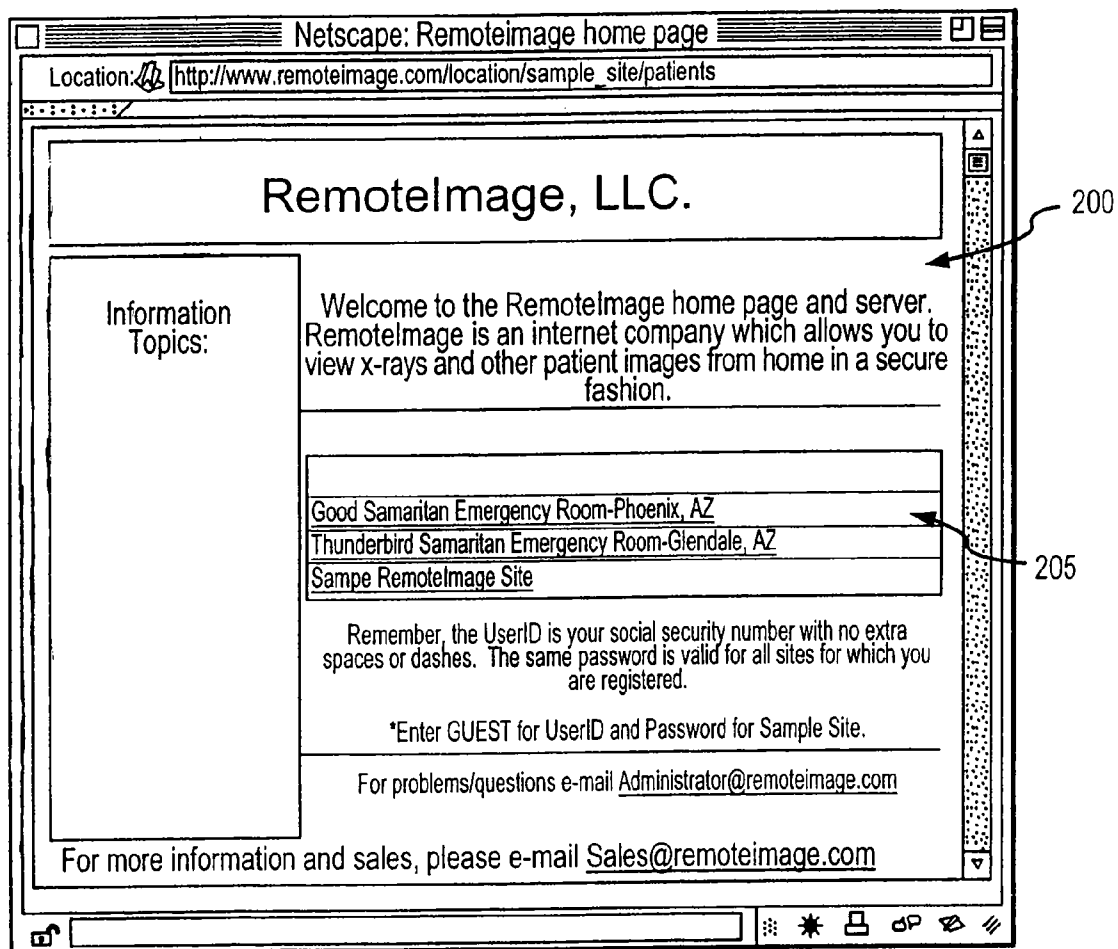 Netscape: Remoteimage home page
Location: http://www.remoteimage.com/location/sample_site/patients
RemoteImage, LLC.
200
Information
Topics:
Welcome to the RemoteImage home page and server.
RemoteImage is an internet company which allows you to
view x-rays and other patient images from home in a secure
fashion.
Good Samaritan Emergency Room-Phoenix, AZ
Thunderbird Samaritan Emergency Room-Glendale, AZ
Sampe RemoteImage Site
205
Remember, the UserID is your social security number with no extra
spaces or dashes. The same password is valid for all sites for which you
are registered.
*Enter GUEST for UserID and Password for Sample Site.
For problems/questions e-mail Administrator@remoteimage.com
For more information and sales, please e-mail Sales@remoteimage.com